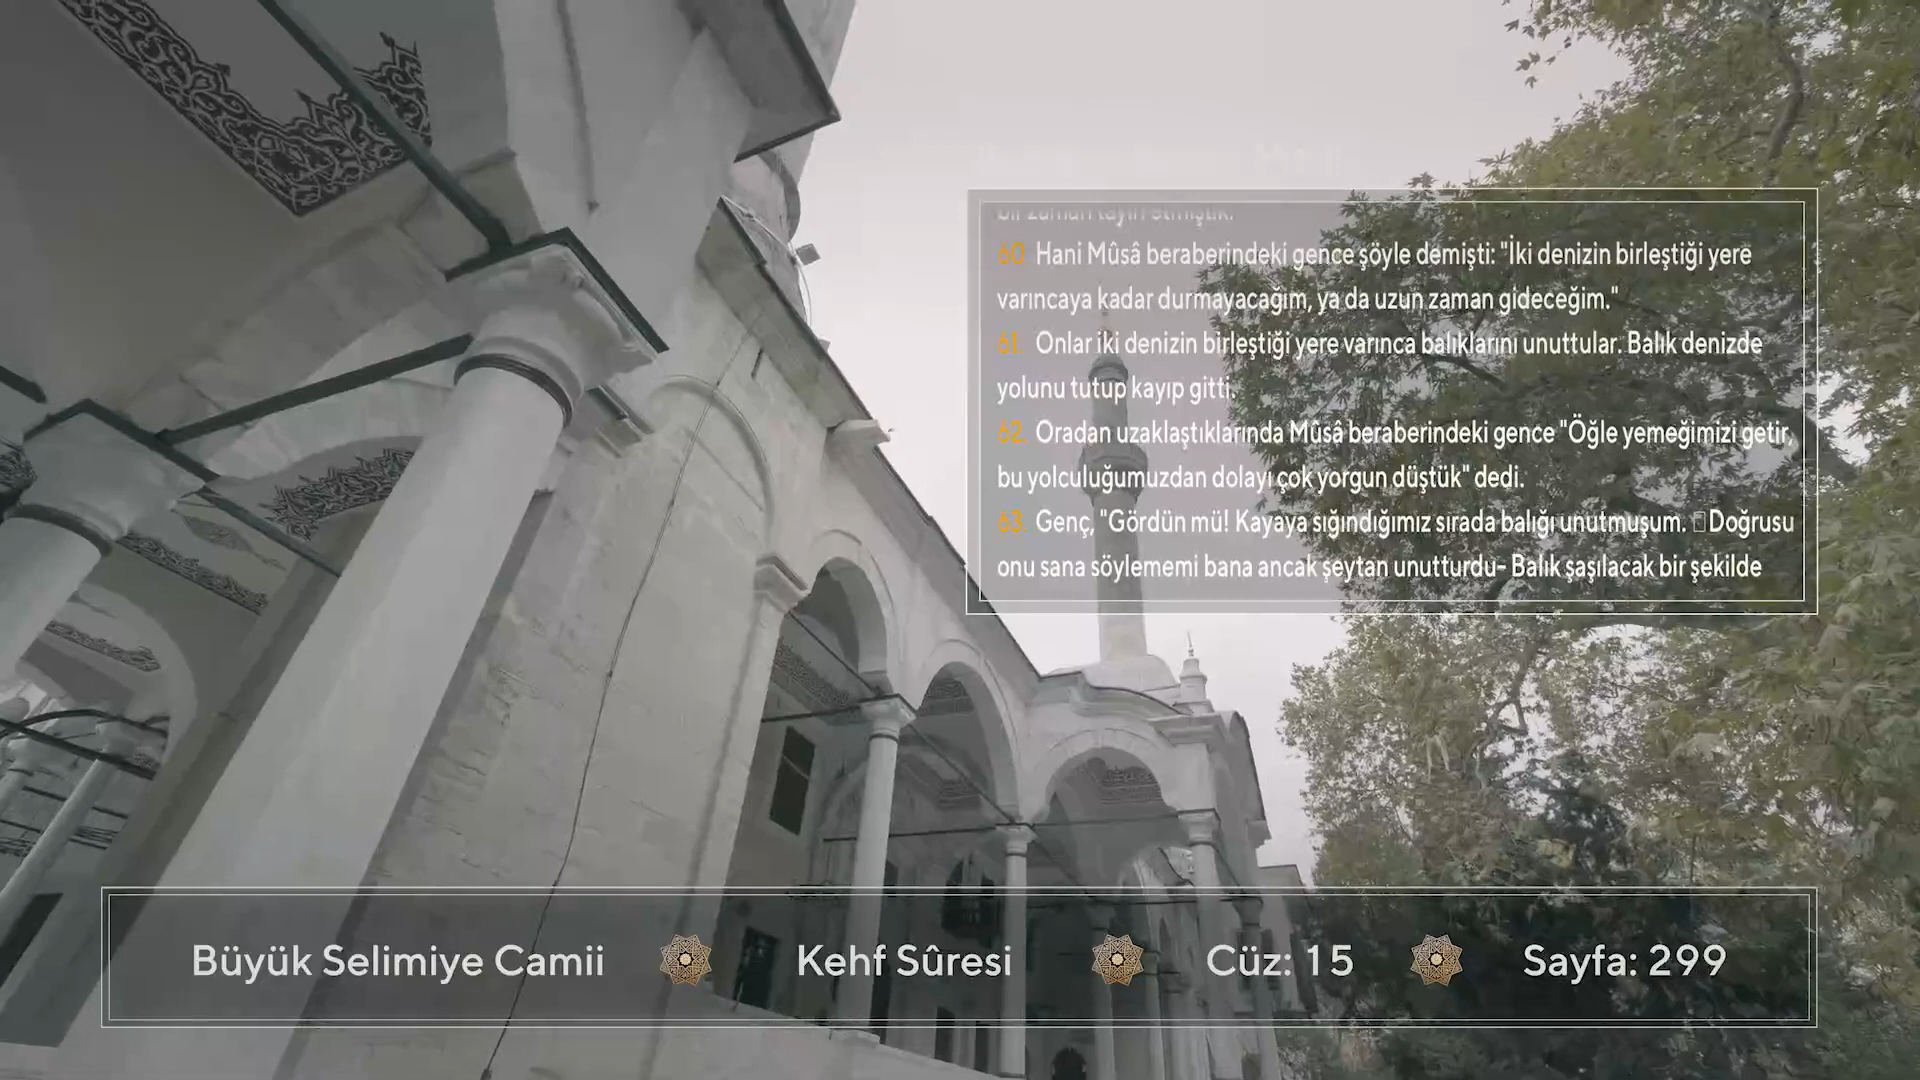 bir zaman tayin etmiştik.
60. Hani Mûsâ beraberindeki gence şöyle demişti: "İki denizin birleştiği yere
varıncaya kadar durmayacağım, ya da uzun zaman gideceğim."
61. Onlar iki denizin birleştiği yere varınca balıklarını unuttular. Balık denizde
yolunu tutup kayıp gitti.
62. Oradan uzaklaştıklarında Mûsâ beraberindeki gence "Öğle yemeğimizi getir,
bu yolculuğumuzdan dolayı çok yorgun düştük" dedi.
63. Genç, "Gördün mü! Kayaya sığındığımız sırada balığı unutmuşum. Doğrusu
onu sana söylememi bana ancak şeytan unutturdu- Balık şaşılacak bir şekilde
Büyük Selimiye Camii Kehf Sûresi Cüz: 15 Sayfa: 299